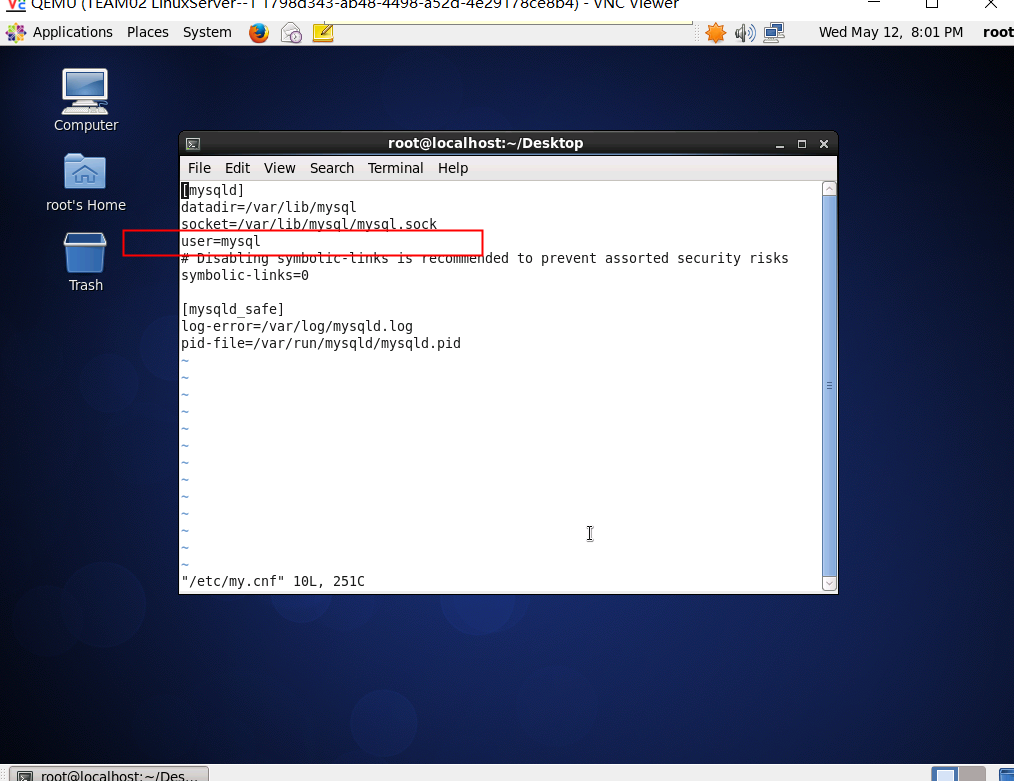 QEMU (TEAM02 LinuxServer--1 1798d343-ab48-4498-a52d-4e29178ce8b4) - VNC Viewer
Applications Places System Wed May 12, 8:01 PM root
Computer
root's Home
Trash
root@localhost:~/Desktop
File Edit View Search Terminal Help
[mysqld]
datadir=/var/lib/mysql
socket=/var/lib/mysql/mysql.sock
user=mysql
# Disabling symbolic-links is recommended to prevent assorted security risks
symbolic-links=0
[mysqld_safe]
log-error=/var/log/mysqld.log
pid-file=/var/run/mysqld/mysqld.pid
~
~
~
~
~
~
~
~
~
~
~
~
~
"/etc/my.cnf" 10L, 251C
root@localhost:~/Des...